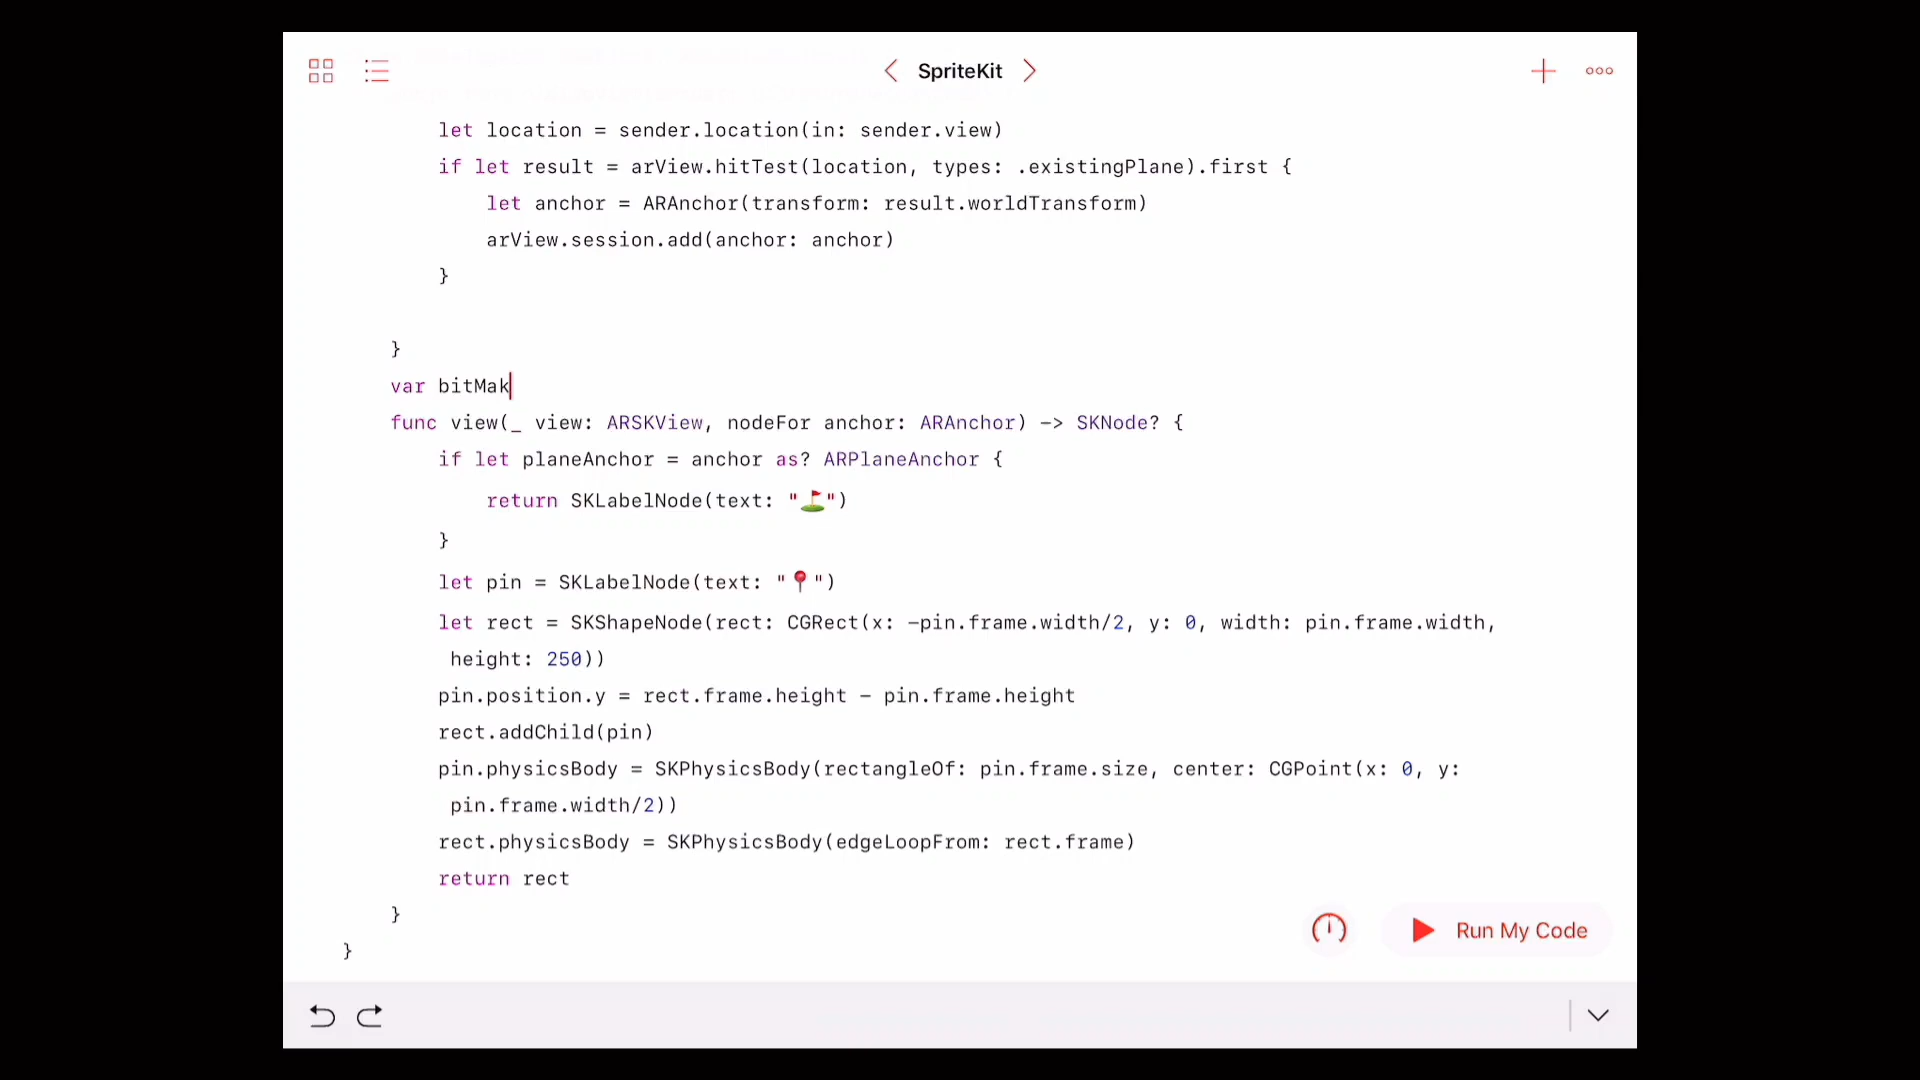 SpriteKit
let location = sender.location(in: sender.view)
if let result = arView.hitTest(location, types: .existingPlane).first {
let anchor = ARAnchor(transform: result.worldTransform)
arView.session.add(anchor: anchor)
}
}
var bitMak
func view(_ view: ARSKView, nodeFor anchor: ARAnchor) -> SKNode? {
if let planeAnchor = anchor as? ARPlaneAnchor {
return SKLabelNode(text: "⛳")
}
let pin = SKLabelNode(text: "📍")
let rect = SKShapeNode(rect: CGRect(x: -pin.frame.width/2, y: 0, width: pin.frame.width,
height: 250))
pin.position.y = rect.frame.height - pin.frame.height
rect.addChild(pin)
pin.physicsBody = SKPhysicsBody(rectangleOf: pin.frame.size, center: CGPoint(x: 0, y:
pin.frame.width/2))
rect.physicsBody = SKPhysicsBody(edgeLoopFrom: rect.frame)
return rect
}
}
Run My Code